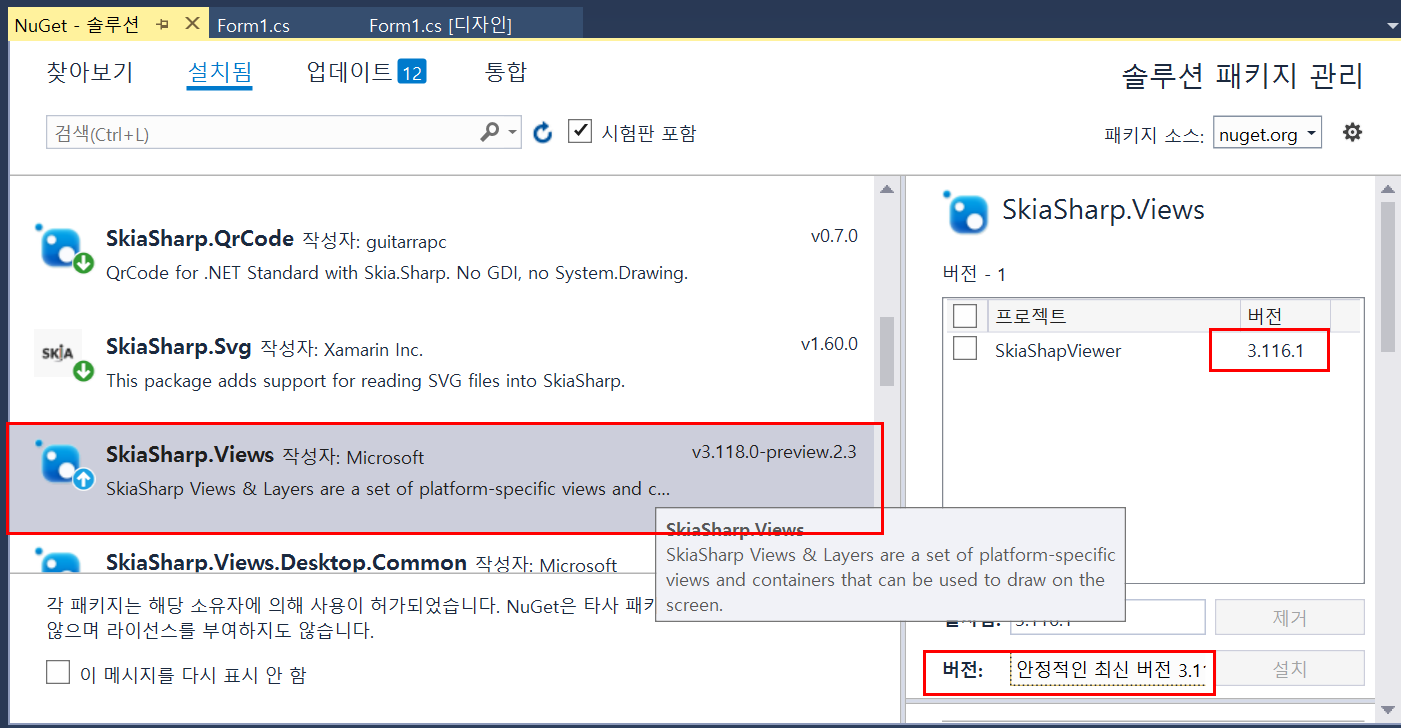 NuGet - 솔루션
Form1.cs
Form1.cs [디자인]
찾아보기
설치됨
업데이트 12
통합
솔루션 패키지 관리
검색(Ctrl+L)
시험판 포함
패키지 소스: nuget.org
SkiaSharp.QrCode 작성자: guitarrapc
v0.7.0
QrCode for .NET Standard with Skia.Sharp. No GDI, no System.Drawing.
SKiA
SkiaSharp.Svg 작성자: Xamarin Inc.
v1.60.0
This package adds support for reading SVG files into SkiaSharp.
SkiaSharp.Views 작성자: Microsoft
v3.118.0-preview.2.3
SkiaSharp Views & Layers are a set of platform-specific views and c...
SkiaSharp.Views.Desktop.Common 작성자: Microsoft
각 패키지는 해당 소유자에 의해 사용이 허가되었습니다. NuGet은 타사 패키
않으며 라이선스를 부여하지도 않습니다.
이 메시지를 다시 표시 안 함
SkiaSharp.Views
SkiaSharp Views & Layers are a set of platform-specific
views and containers that can be used to draw on the
screen.
SkiaSharp.Views
버전 - 1
프로젝트
버전
SkiaShapViewer
3.116.1
제거
버전:
안정적인 최신 버전 3.1
설치